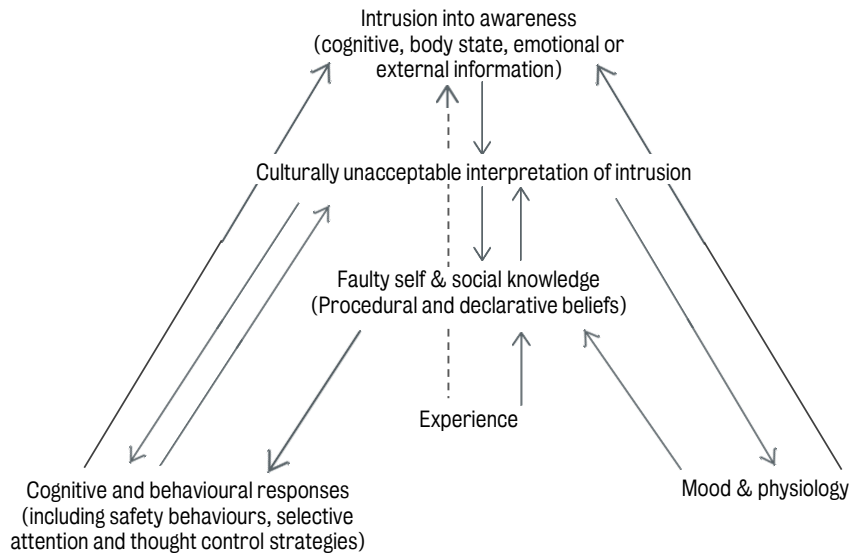 Intrusion into awareness
(cognitive, body state, emotional or
external information)
Culturally unacceptable interpretation of intrusion
Faulty self & social knowledge
(Procedural and declarative beliefs)
Experience
Cognitive and behavioural responses
(including safety behaviours, selective
attention and thought control strategies)
Mood & physiology